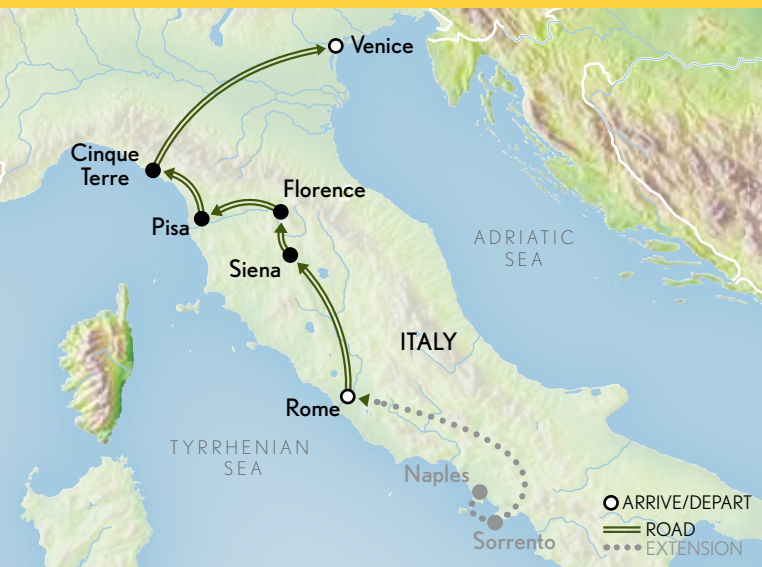 Venice
Cinque
Terre
Florence
Pisa
ADRIATIC
SEA
Siena
ITALY
Rome
TYRRHENIAN
SEA
Naples
ARRIVE/DEPART
ROAD
Sorrento
EXTENSION